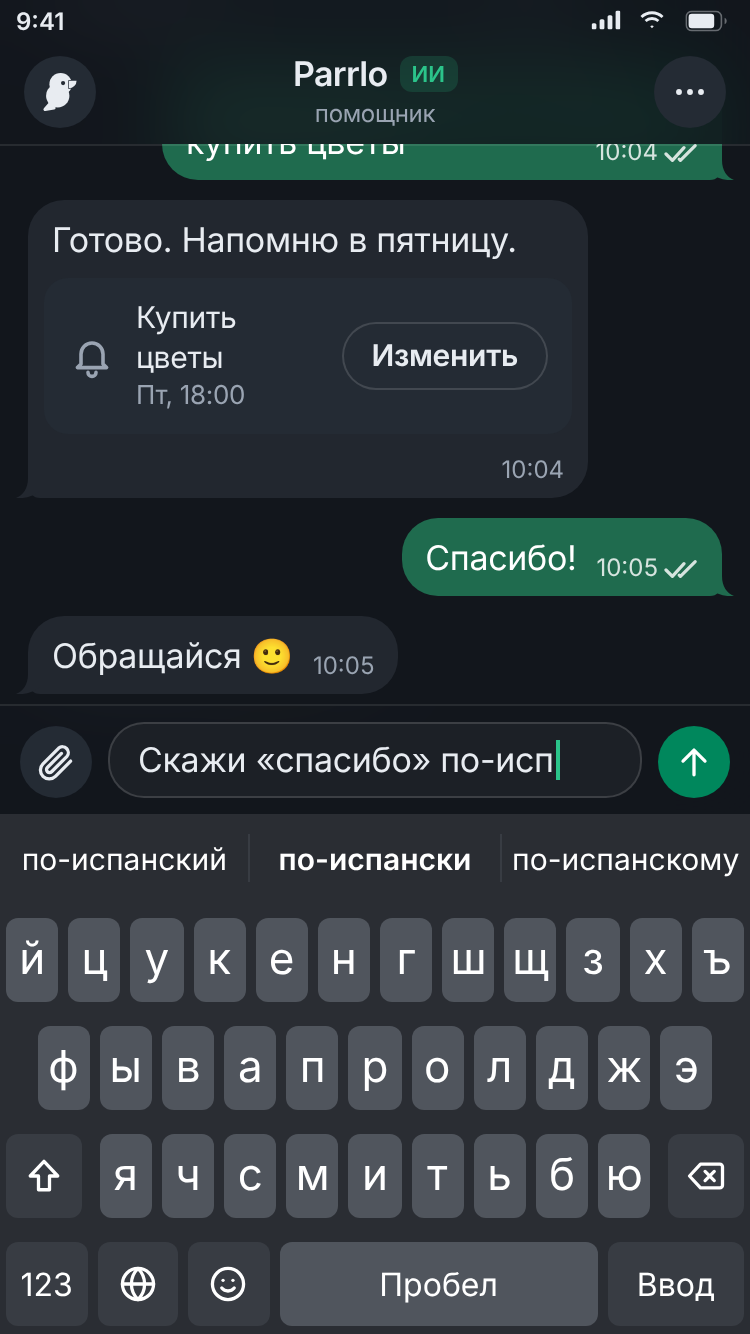 9:41
Parrlo ИИ
помощник
Купить цветы 10:04
Готово. Напомню в пятницу.
Купить
цветы
Пт, 18:00
Изменить
10:04
Спасибо! 10:05
Обращайся 🙂 10:05
Скажи «спасибо» по-исп
по-испанский по-испански по-испанскому
й ц у к е н г ш щ з х ъ
ф ы в а п р о л д ж э
я ч с м и т ь б ю
123 Пробел Ввод